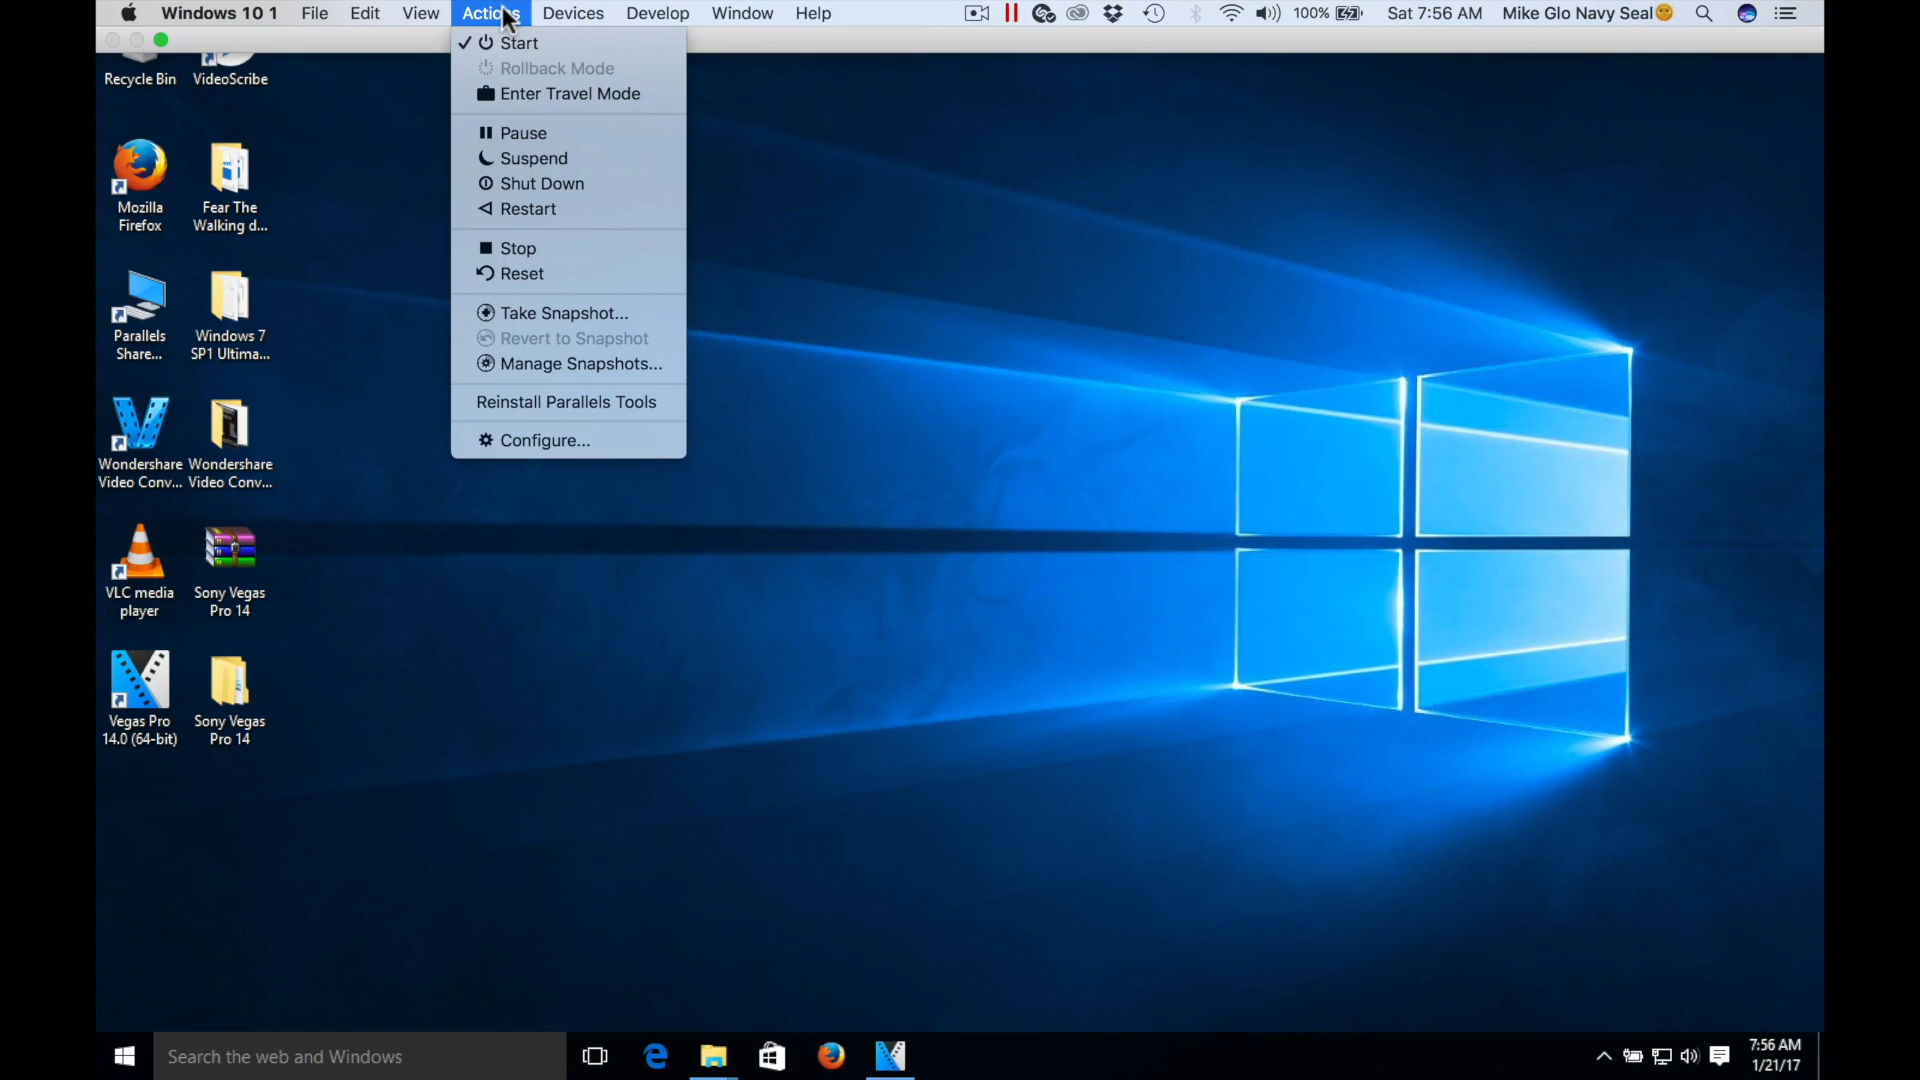 Windows 10 1 File Edit View Actions Devices Develop Window Help 100% Sat 7:56 AM Mike Glo Navy Seal
Start
Rollback Mode
Enter Travel Mode
Pause
Suspend
Shut Down
Restart
Stop
Reset
Take Snapshot...
Revert to Snapshot
Manage Snapshots...
Reinstall Parallels Tools
Configure...
Recycle Bin
VideoScribe
Mozilla
Firefox
Fear The
Walking d...
Parallels
Share...
Windows 7
SP1 Ultima...
Wondershare
Video Conv...
Wondershare
Video Conv...
VLC media
player
Sony Vegas
Pro 14
Vegas Pro
14.0 (64-bit)
Sony Vegas
Pro 14
Search the web and Windows
7:56 AM
1/21/17